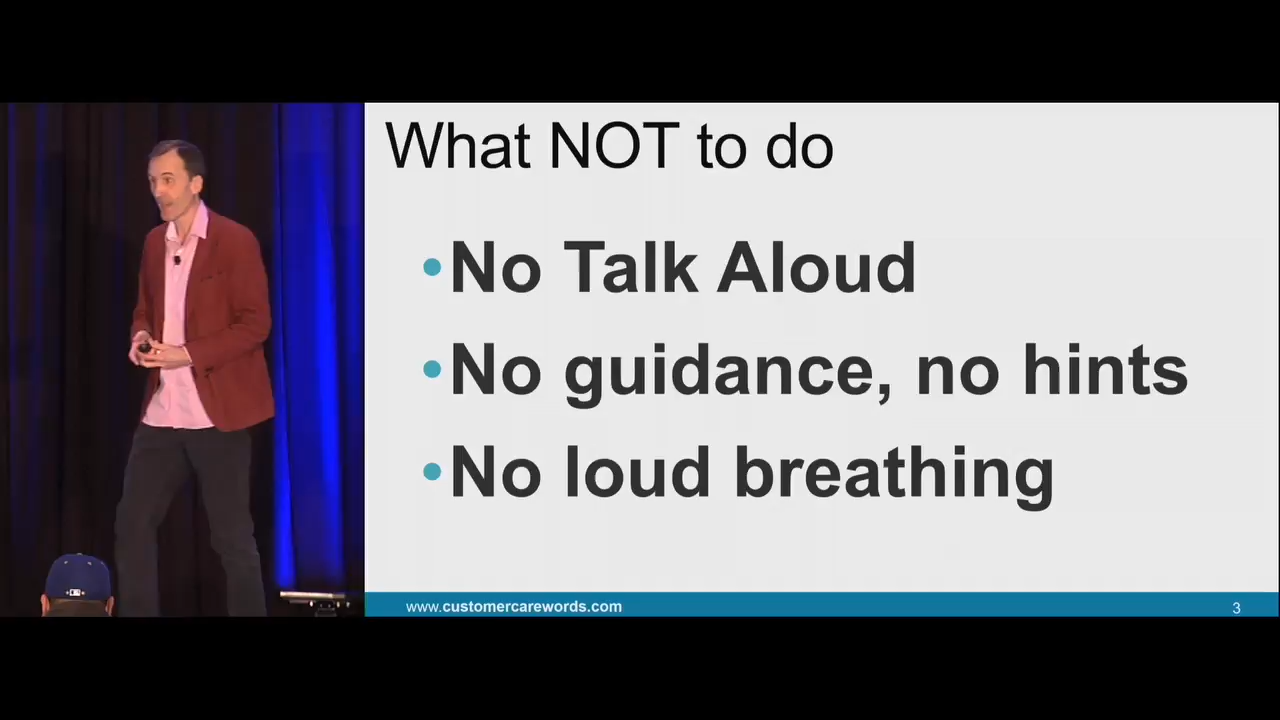 What NOT to do
•No Talk Aloud
•No guidance, no hints
•No loud breathing
www.customercarewords.com
3